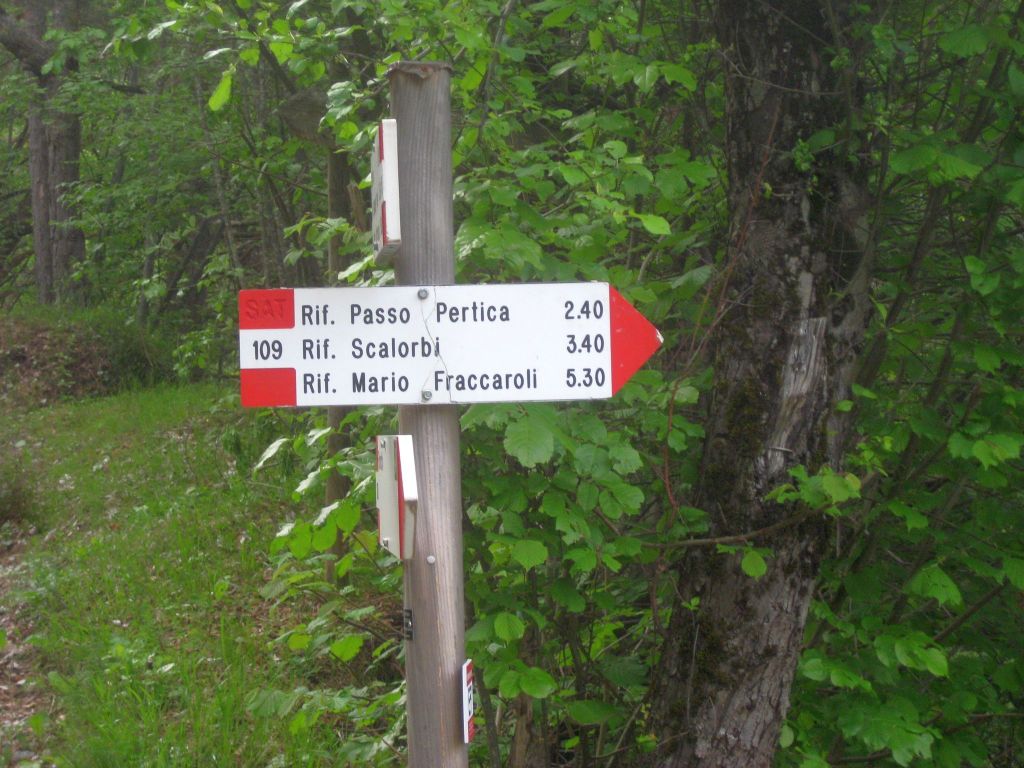 SAT
Rif. Passo Pertica 2.40
109 Rif. Scalorbi 3.40
Rif. Mario Fraccaroli 5.30